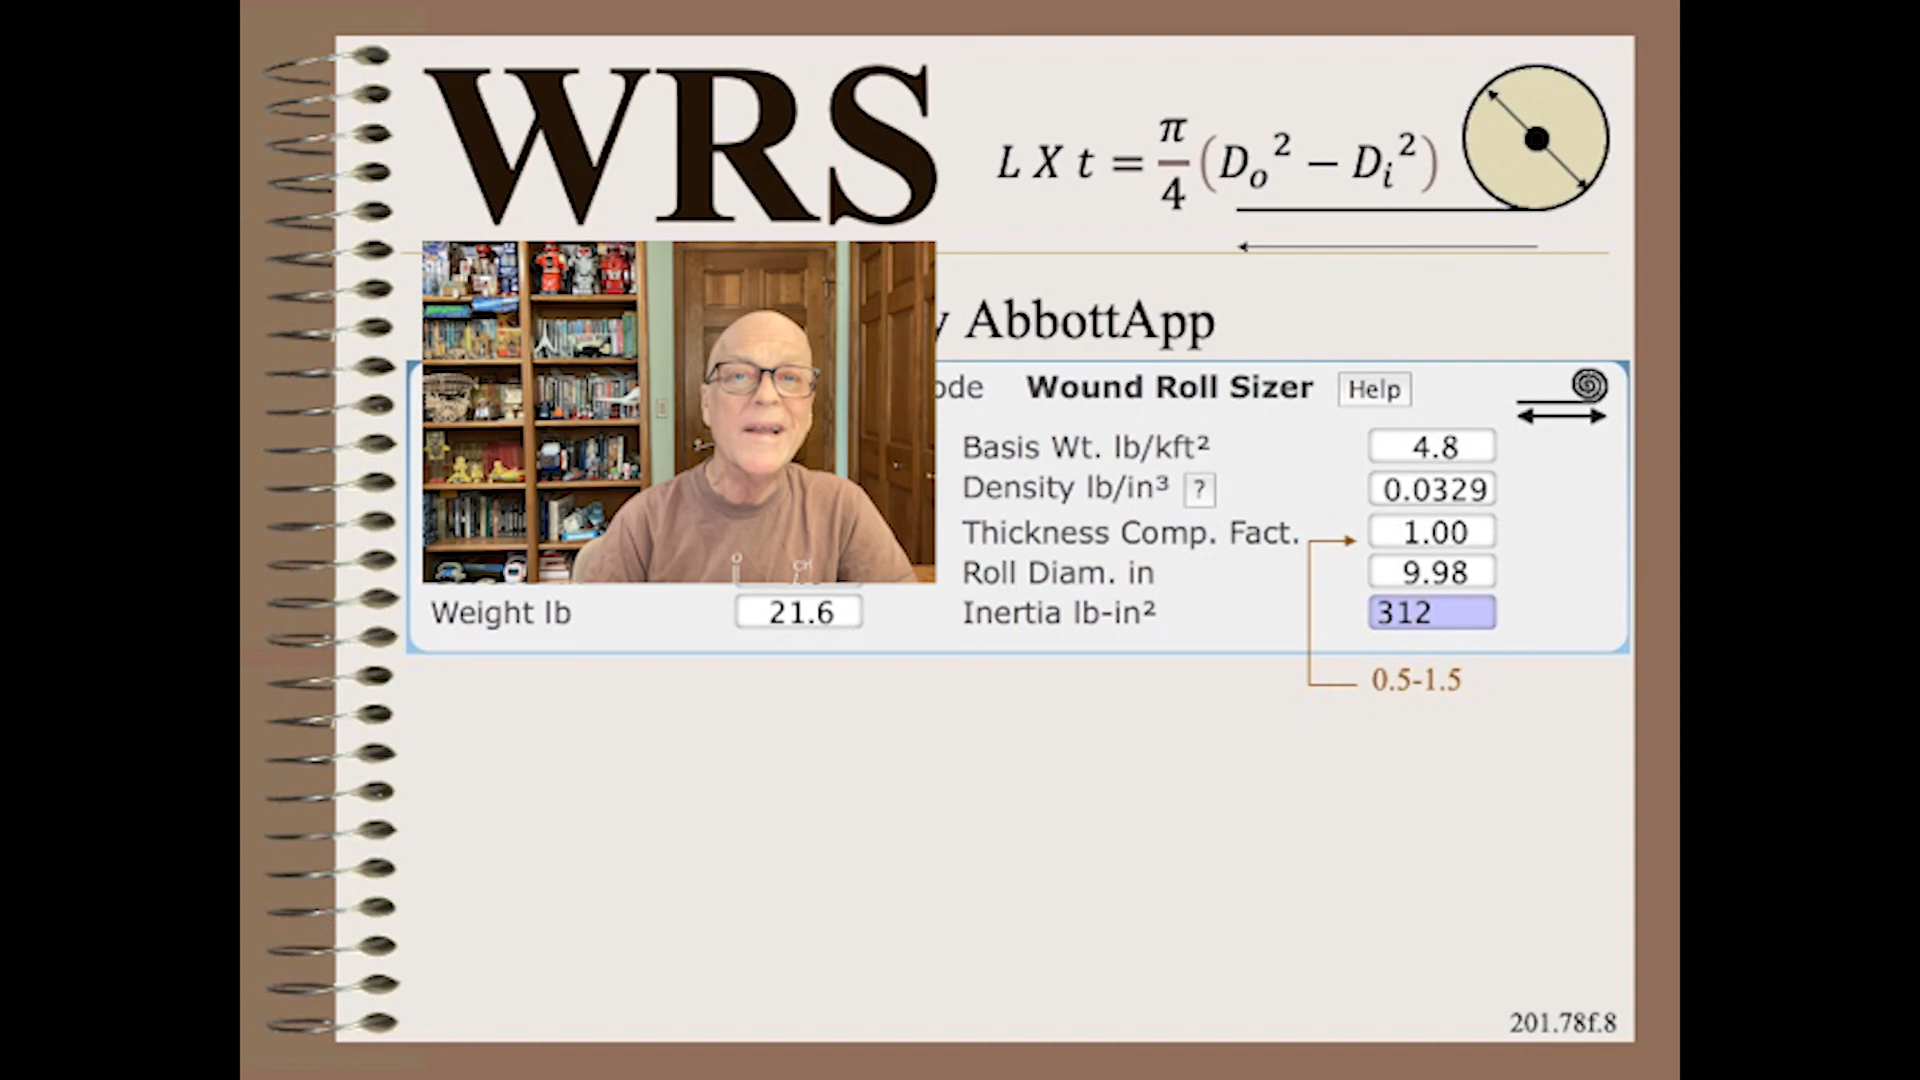 WRS
L X t = π/4 (Dₒ² − Dᵢ²)
AbbottApp
Wound Roll Sizer Help
Basis Wt. lb/kft² 4.8
Density lb/in³ ? 0.0329
Thickness Comp. Fact. 1.00
Roll Diam. in 9.98
Weight lb 21.6 Inertia lb-in² 312
0.5-1.5
O CH
201.78f.8